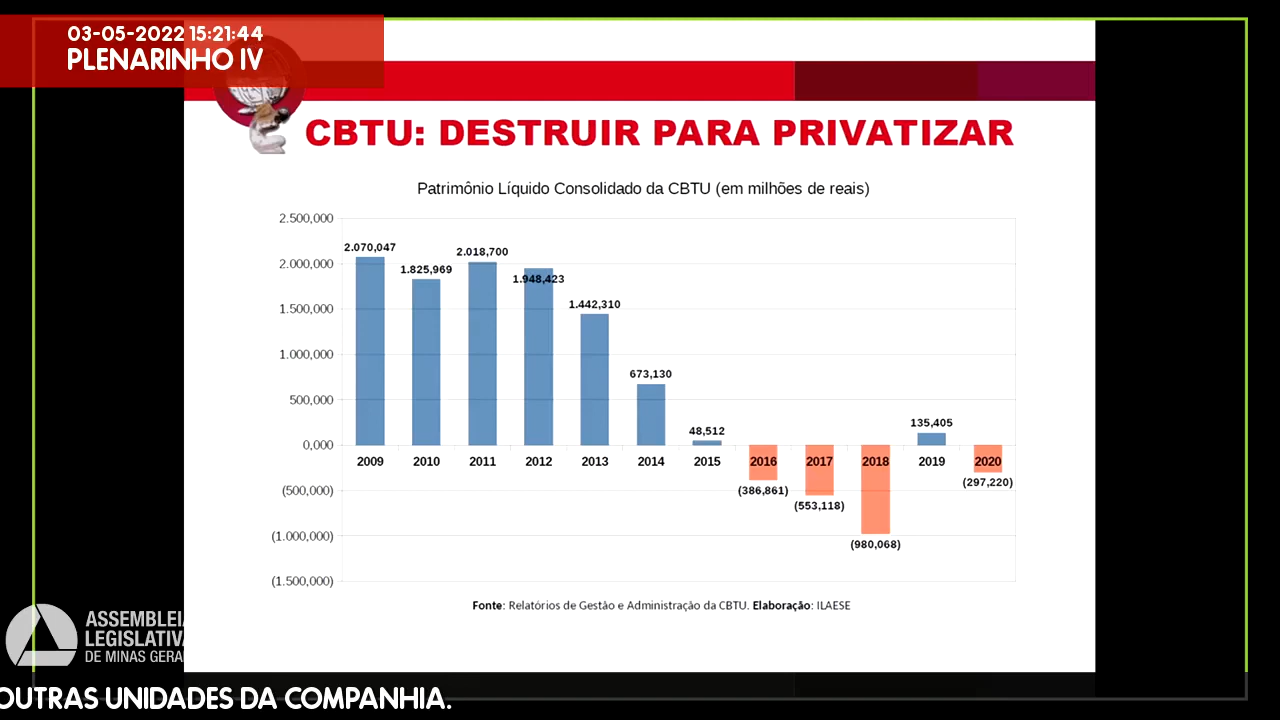 03-05-2022 15:21:44
PLENARINHO IV
CBTU: DESTRUIR PARA PRIVATIZAR
Patrimônio Líquido Consolidado da CBTU (em milhões de reais)
2.500,000
2.000,000
1.500,000
1.000,000
500,000
0,000
(500,000)
(1.000,000)
(1.500,000)
2.070,047
1.825,969
2.018,700
1.948,423
1.442,310
673,130
48,512
(386,861)
(553,118)
(980,068)
135,405
(297,220)
2009 2010 2011 2012 2013 2014 2015 2016 2017 2018 2019 2020
Fonte: Relatórios de Gestão e Administração da CBTU. Elaboração: ILAESE
ASSEMBLEIA
LEGISLATIVA
DE MINAS GERAI
OUTRAS UNIDADES DA COMPANHIA.